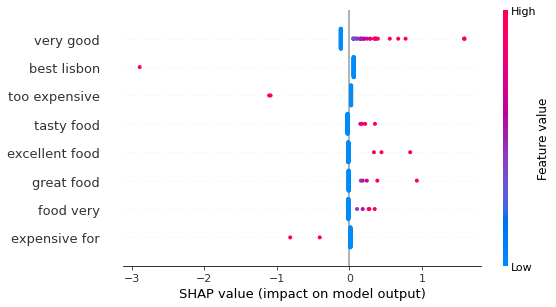 High
very good
best lisbon
too expensive
tasty food
excellent food
great food
food very
expensive for
Feature value
Low
−3 −2 −1 0 1
SHAP value (impact on model output)